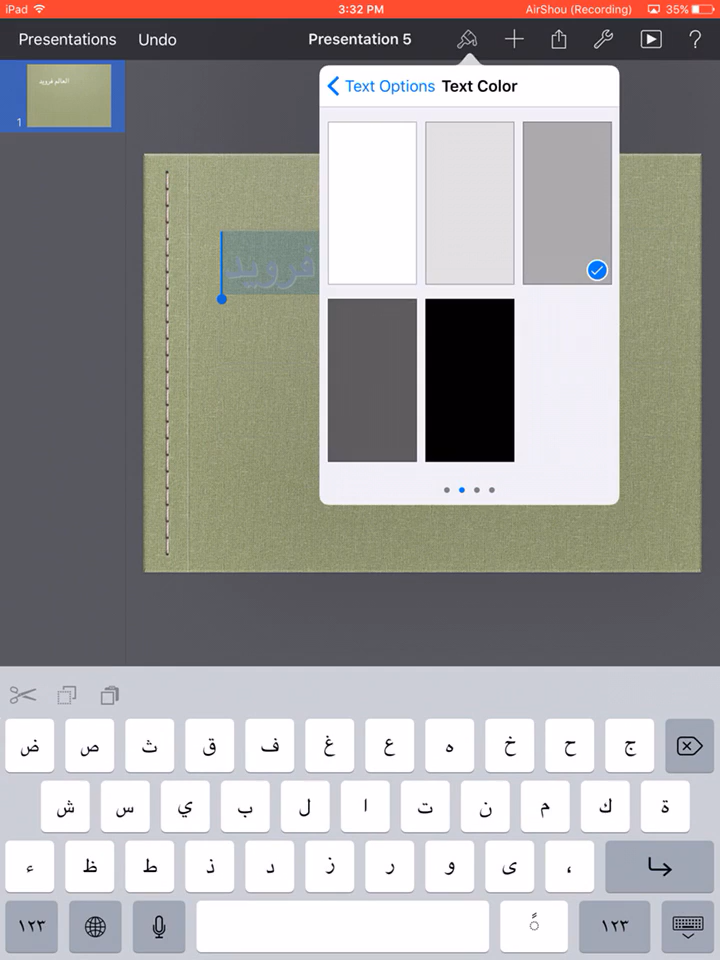 iPad 3:32 PM AirShou (Recording) 35%
Presentations Undo Presentation 5 ?
Text Options Text Color
1
العالم فرويد
فرويد
ض ص ث ق ف غ ع ه خ ح ج
ش س ي ب ل ا ت ن م ك ة
ء ظ ط ذ د ز ر و ى ،
١٢٣ ١٢٣